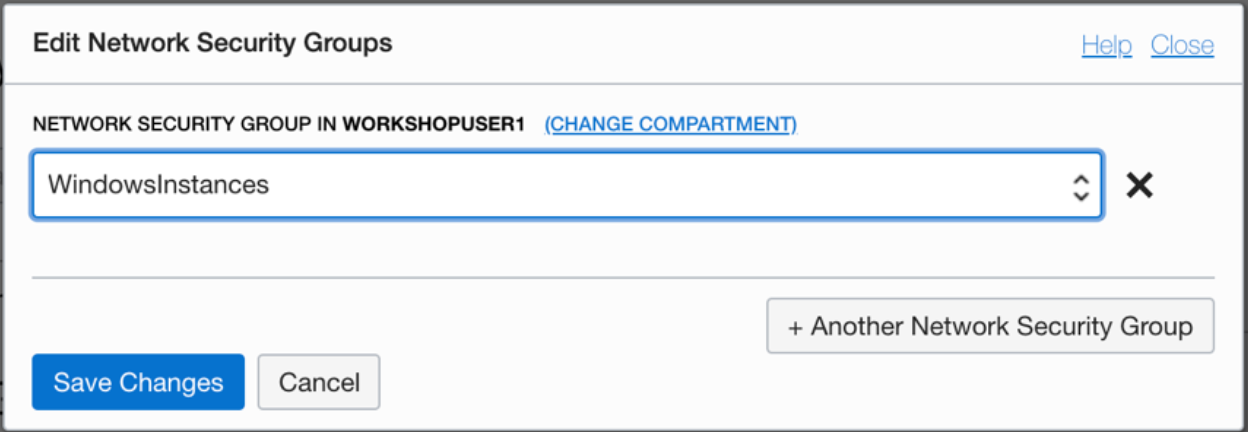 Edit Network Security Groups
Help Close
NETWORK SECURITY GROUP IN WORKSHOPUSER1 (CHANGE COMPARTMENT)
WindowsInstances
+ Another Network Security Group
Save Changes Cancel